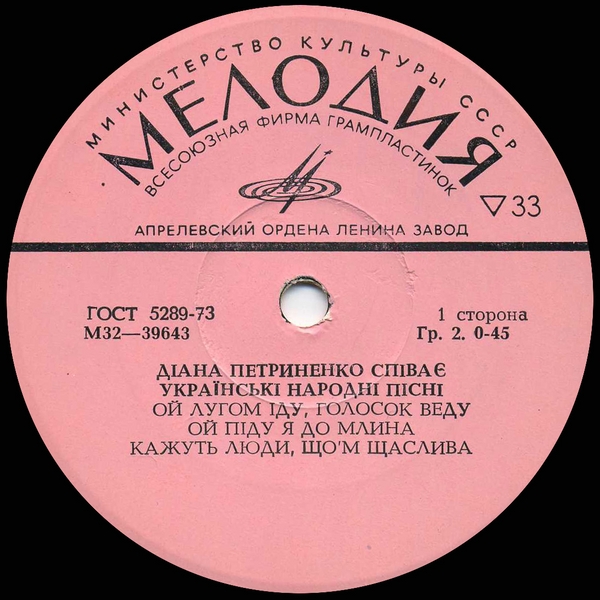 МИНИСТЕРСТВО КУЛЬТУРЫ СССР
МЕЛОДИЯ
ВСЕСОЮЗНАЯ ФИРМА ГРАМПЛАСТИНОК
▽33
АПРЕЛЕВСКИЙ ОРДЕНА ЛЕНИНА ЗАВОД
ГОСТ 5289-73
1 сторона
М32—39643
Гр. 2. 0-45
ДІАНА ПЕТРИНЕНКО СПІВАЄ
УКРАЇНСЬКІ НАРОДНІ ПІСНІ
ОЙ ЛУГОМ ІДУ, ГОЛОСОК ВЕДУ
ОЙ ПІДУ Я ДО МЛИНА
КАЖУТЬ ЛЮДИ, ЩО'М ЩАСЛИВА